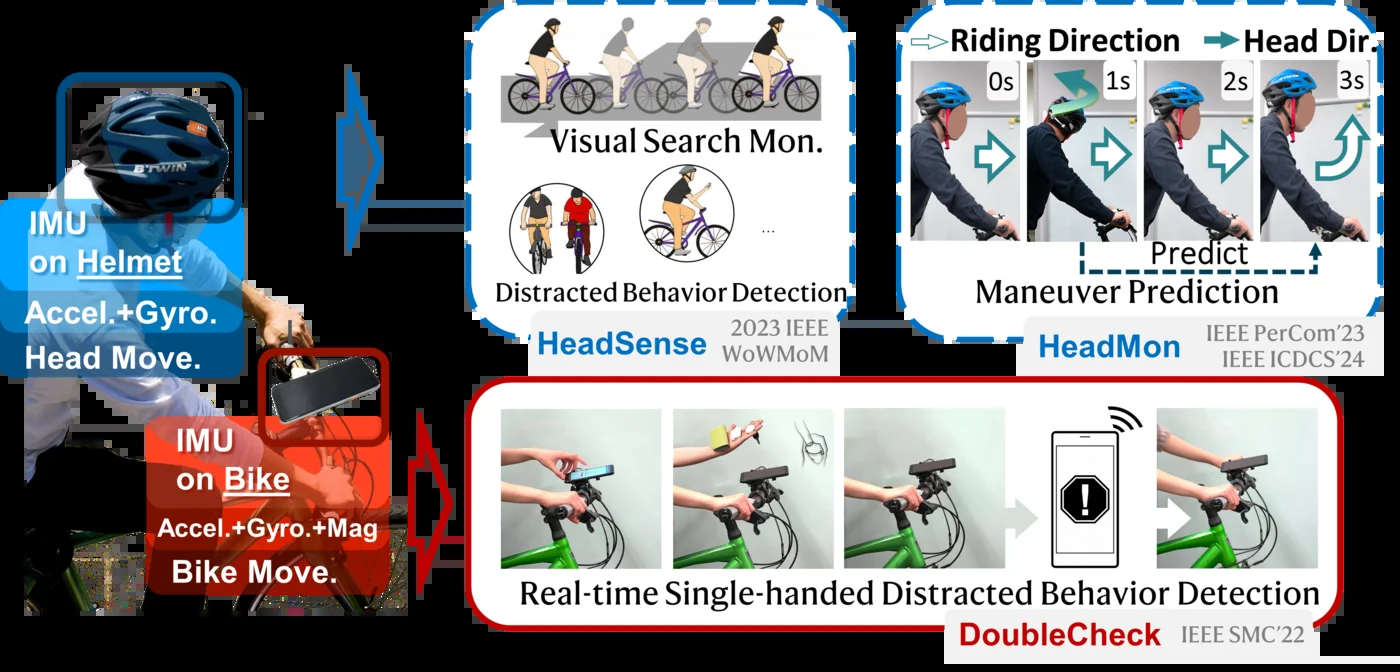 B'TWIN
IMU
on Helmet
Accel.+Gyro.
Head Move.
IMU
on Bike
Accel.+Gyro.+Mag
Bike Move.
Visual Search Mon.
...
Distracted Behavior Detection
HeadSense
2023 IEEE
WoWMoM
Riding Direction
Head Dir.
0s
1s
2s
3s
Predict
Maneuver Prediction
HeadMon
IEEE PerCom'23
IEEE ICDCS'24
!
Real-time Single-handed Distracted Behavior Detection
DoubleCheck
IEEE SMC'22